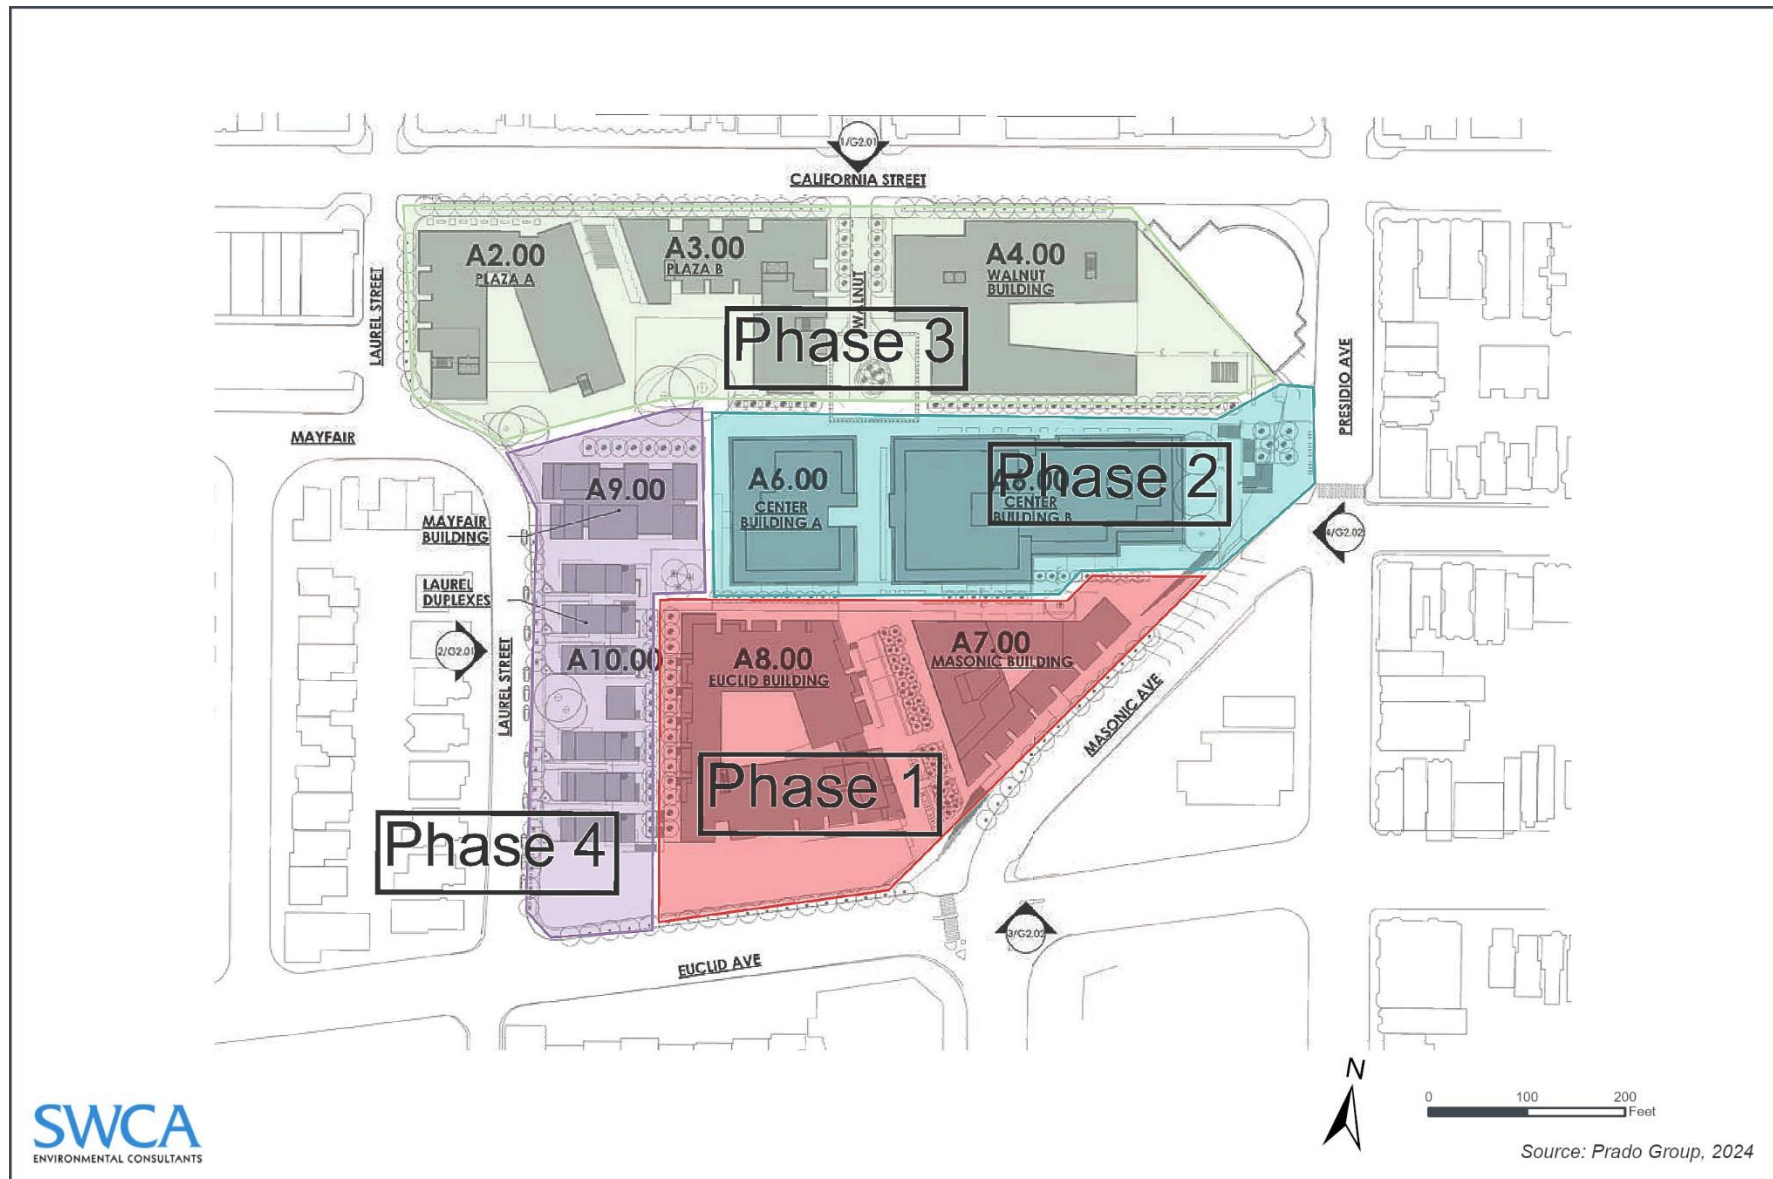 1/G2.01
CALIFORNIA STREET
A2.00
PLAZA A
A3.00
PLAZA B
A4.00
WALNUT
BUILDING
LAUREL STREET
WALNUT
Phase 3
PRESIDIO AVE
MAYFAIR
A9.00
A6.00
CENTER
BUILDING A
Phase 2
CENTER
BUILDING B
MAYFAIR
BUILDING
4/G2.02
LAUREL
DUPLEXES
2/G2.01
LAUREL STREET
A10.00
A8.00
EUCLID BUILDING
A7.00
MASONIC BUILDING
MASONIC AVE
Phase 1
Phase 4
3/G2.02
EUCLID AVE
N
0 100 200
Feet
SWCA
ENVIRONMENTAL CONSULTANTS
Source: Prado Group, 2024